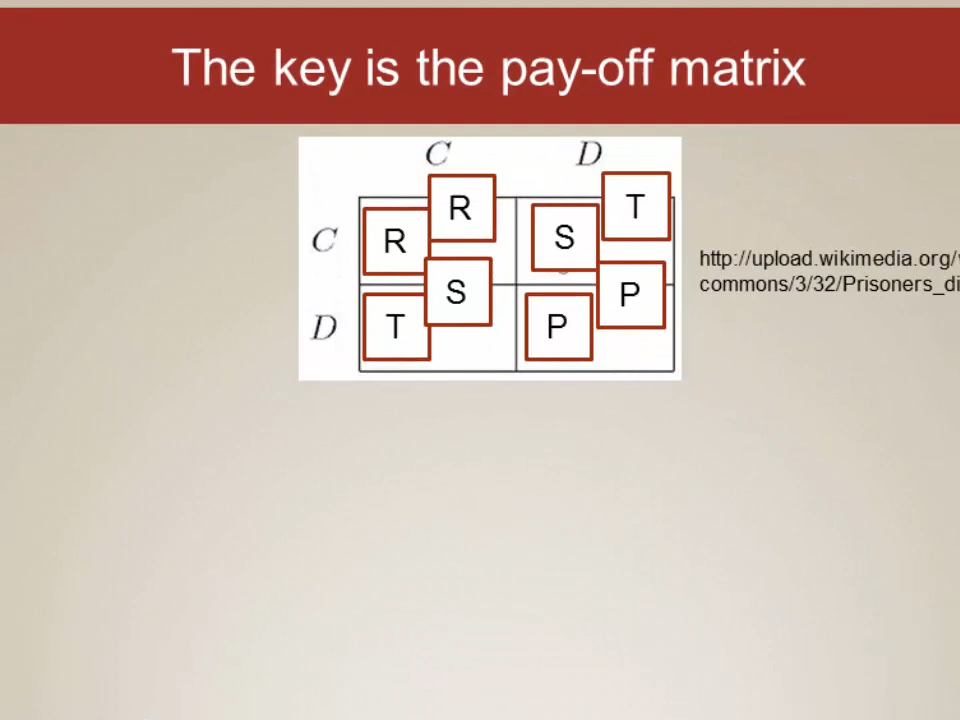 The key is the pay-off matrix
C D
C R R S T
D T S P P
http://upload.wikimedia.org/
commons/3/32/Prisoners_di